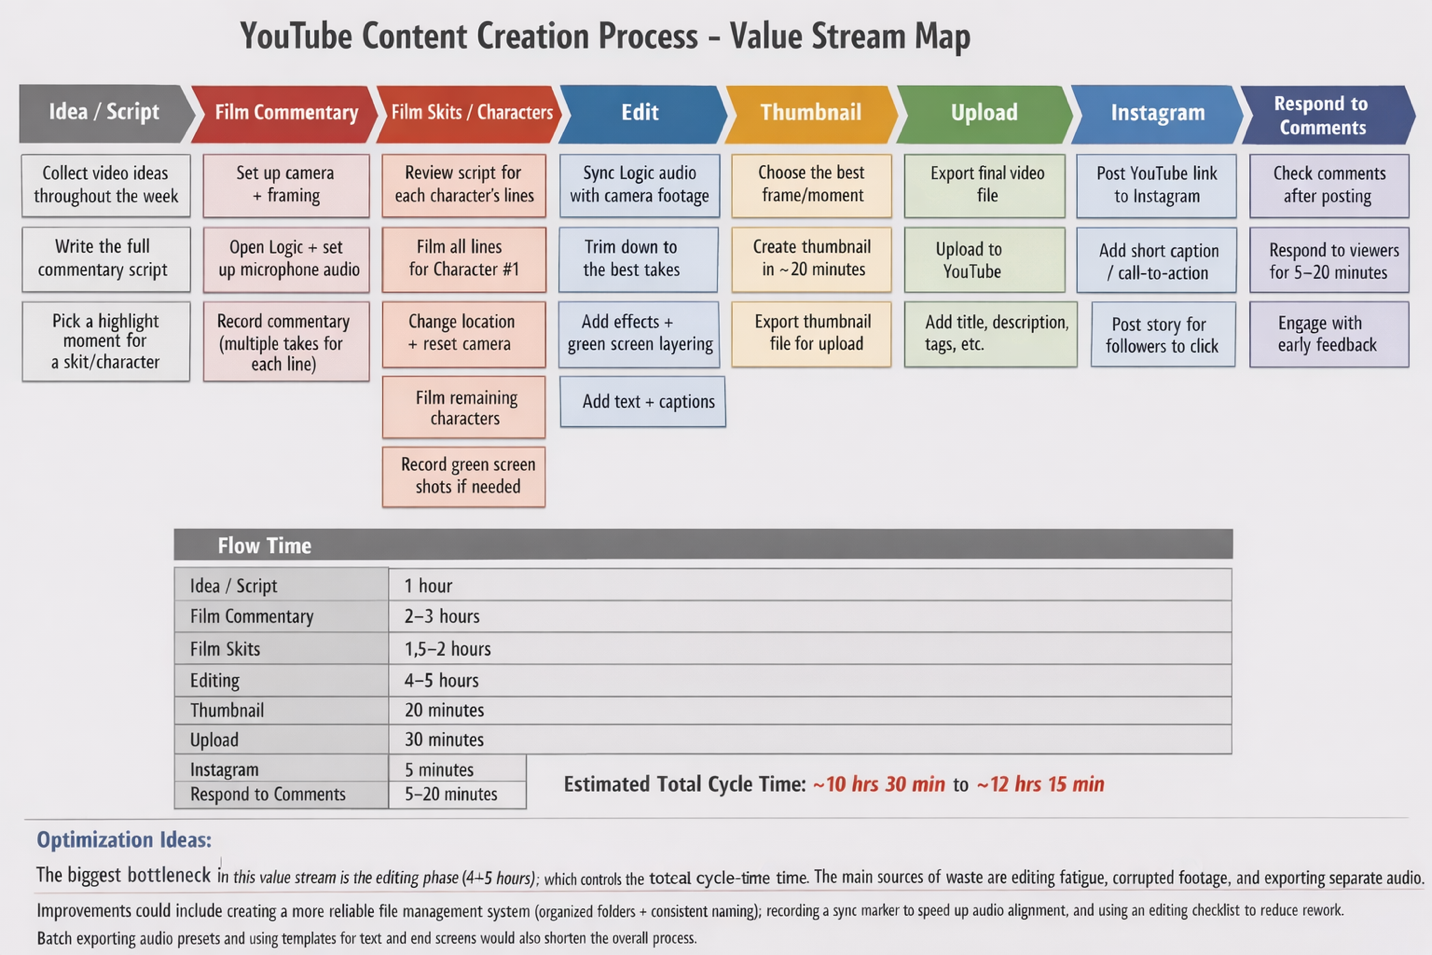 YouTube Content Creation Process – Value Stream Map
Idea / Script
Film Commentary
Film Skits / Characters
Edit
Thumbnail
Upload
Instagram
Respond to
Comments
Collect video ideas
throughout the week
Write the full
commentary script
Pick a highlight
moment for
a skit/character
Set up camera
+ framing
Open Logic + set
up microphone audio
Record commentary
(multiple takes for
each line)
Review script for
each character's lines
Film all lines
for Character #1
Change location
+ reset camera
Film remaining
characters
Record green screen
shots if needed
Sync Logic audio
with camera footage
Trim down to
the best takes
Add effects +
green screen layering
Add text + captions
Choose the best
frame/moment
Create thumbnail
in ~20 minutes
Export thumbnail
file for upload
Export final video
file
Upload to
YouTube
Add title, description,
tags, etc.
Post YouTube link
to Instagram
Add short caption
/ call-to-action
Post story for
followers to click
Check comments
after posting
Respond to viewers
for 5–20 minutes
Engage with
early feedback
Flow Time
Idea / Script 1 hour
Film Commentary 2–3 hours
Film Skits 1,5–2 hours
Editing 4–5 hours
Thumbnail 20 minutes
Upload 30 minutes
Instagram 5 minutes
Respond to Comments 5–20 minutes
Estimated Total Cycle Time: ~10 hrs 30 min to ~12 hrs 15 min
Optimization Ideas:
The biggest bottleneck in this value stream is the editing phase (4+5 hours); which controls the totcal cycle-time time. The main sources of waste are editing fatigue, corrupted footage, and exporting separate audio.
Improvements could include creating a more reliable file management system (organized folders + consistent naming); recording a sync marker to speed up audio alignment, and using an editing checklist to reduce rework.
Batch exporting audio presets and using templates for text and end screens would also shorten the overall process.